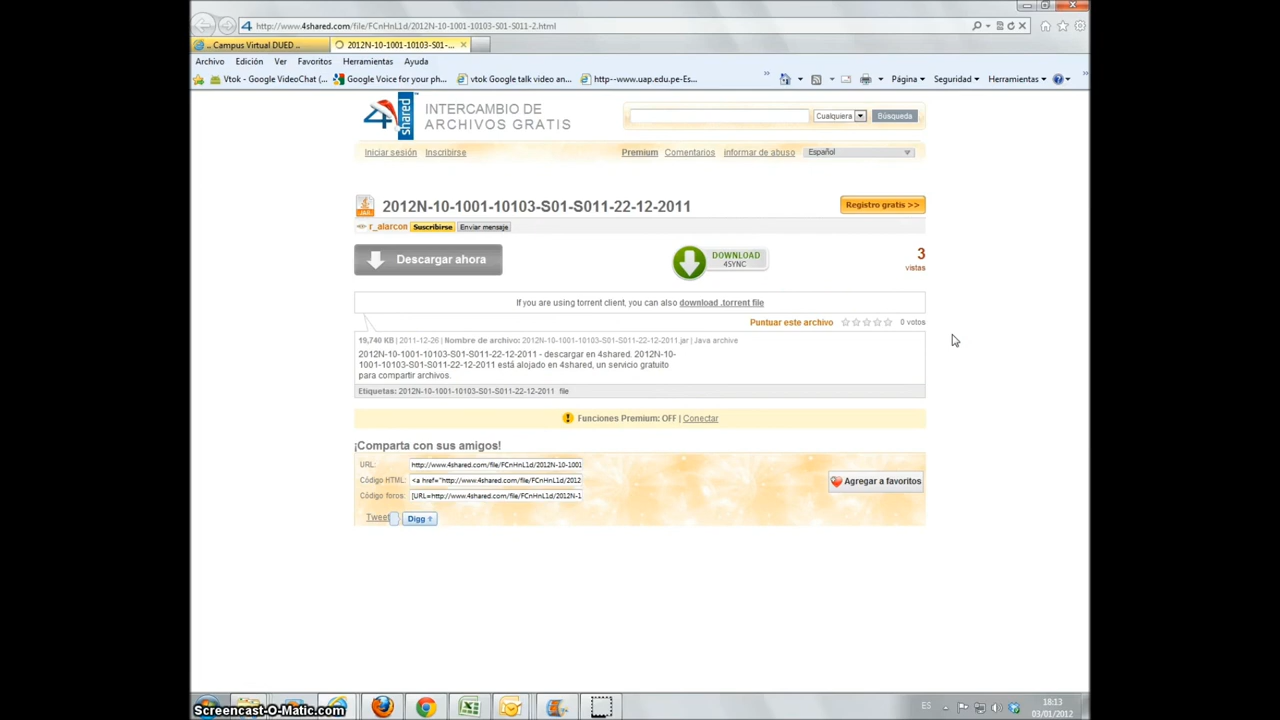 http://www.4shared.com/file/FCnHnL1d/2012N-10-1001-10103-S01-S011-2.html
.. Campus Virtual DUED ..
2012N-10-1001-10103-S01-...
Archivo Edición Ver Favoritos Herramientas Ayuda
Vtok - Google VideoChat (... Google Voice for your ph... vtok Google talk video an... http--www.uap.edu.pe-Es... Página Seguridad Herramientas
4 shared
INTERCAMBIO DE
ARCHIVOS GRATIS
Cualquiera Búsqueda
Iniciar sesión Inscribirse Premium Comentarios informar de abuso Español
JAR
2012N-10-1001-10103-S01-S011-22-12-2011
Registro gratis >>
r_alarcon Suscribirse Enviar mensaje
Descargar ahora
DOWNLOAD
4SYNC
3
vistas
If you are using torrent client, you can also download .torrent file
Puntuar este archivo 0 votos
19,740 KB | 2011-12-26 | Nombre de archivo: 2012N-10-1001-10103-S01-S011-22-12-2011.jar | Java archive
2012N-10-1001-10103-S01-S011-22-12-2011 - descargar en 4shared. 2012N-
10-1001-10103-S01-S011-22-12-2011 está alojado en 4shared, un servicio gratuito
para compartir archivos.
Etiquetas: 2012N-10-1001-10103-S01-S011-22-12-2011 file
Funciones Premium: OFF | Conectar
¡Comparta con sus amigos!
URL: http://www.4shared.com/file/FCnHnL1d/2012N-10-1001
Código HTML: <a href="http://www.4shared.com/file/FCnHnL1d/2012
Código foros: [URL=http://www.4shared.com/file/FCnHnL1d/2012N-1
Agregar a favoritos
Tweet Digg
ES
18:13
03/01/2012
Screencast-O-Matic.com